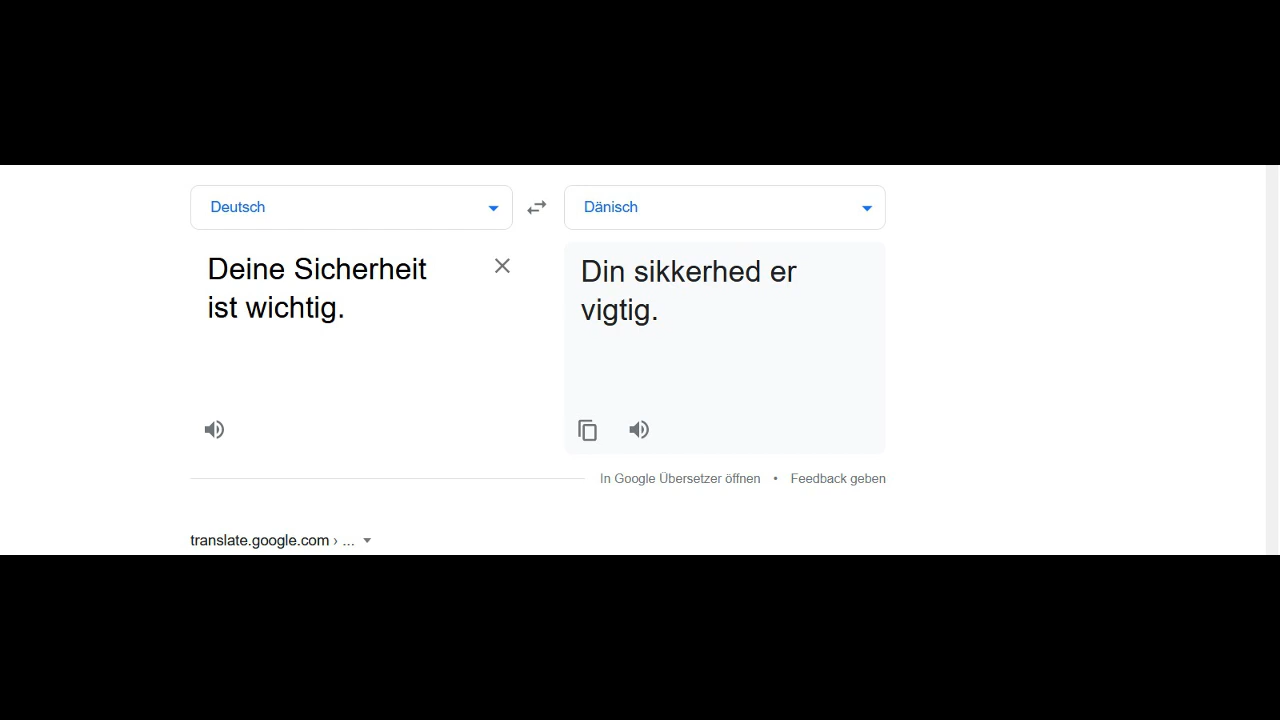 Deutsch
Dänisch
Deine Sicherheit
ist wichtig.
Din sikkerhed er
vigtig.
In Google Übersetzer öffnen • Feedback geben
translate.google.com › ...